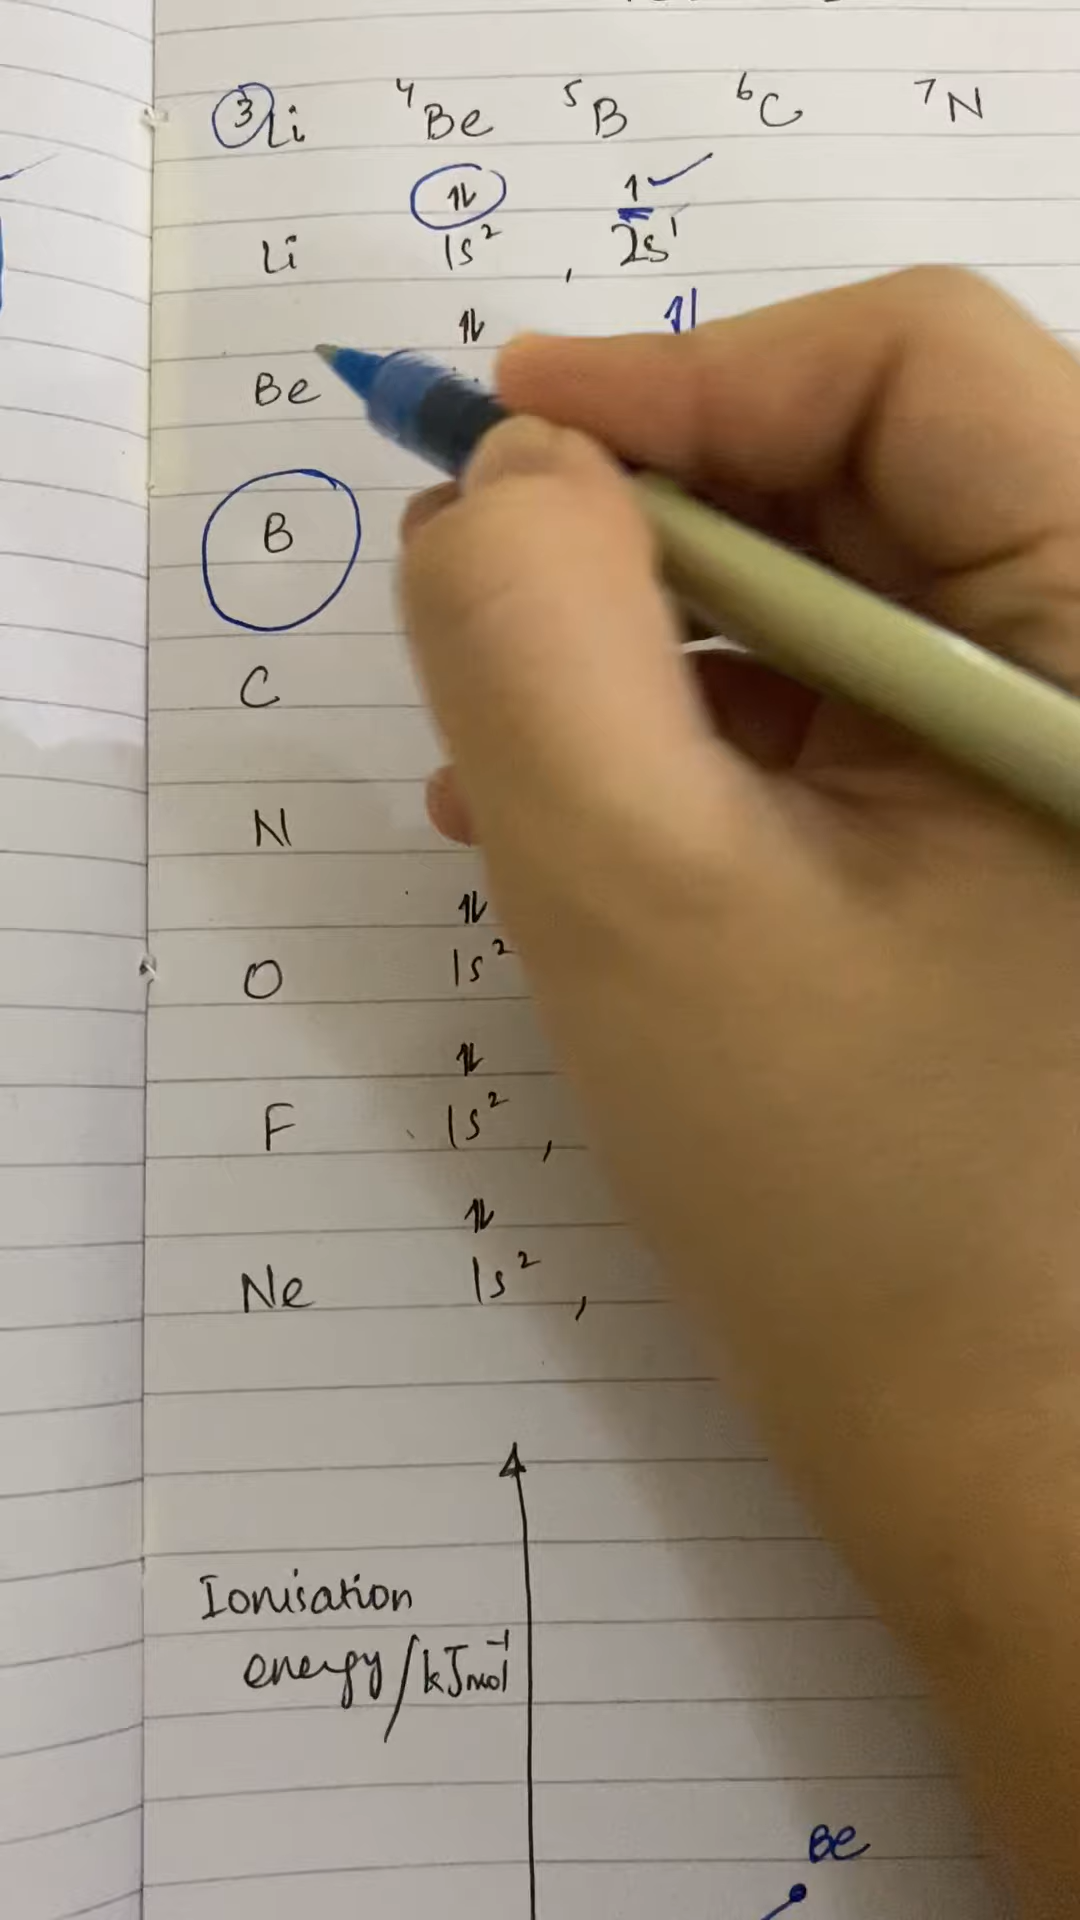 ③Li ⁴Be ⁵B ⁶C ⁷N
⥮ 1 ✓
Li 1s² , 2s¹
⥮ ⥮
Be
B
C
N
⥮
O 1s²
⥮
F 1s² ,
⥮
Ne 1s² ,
Ionisation
energy/kJmol⁻¹
Be